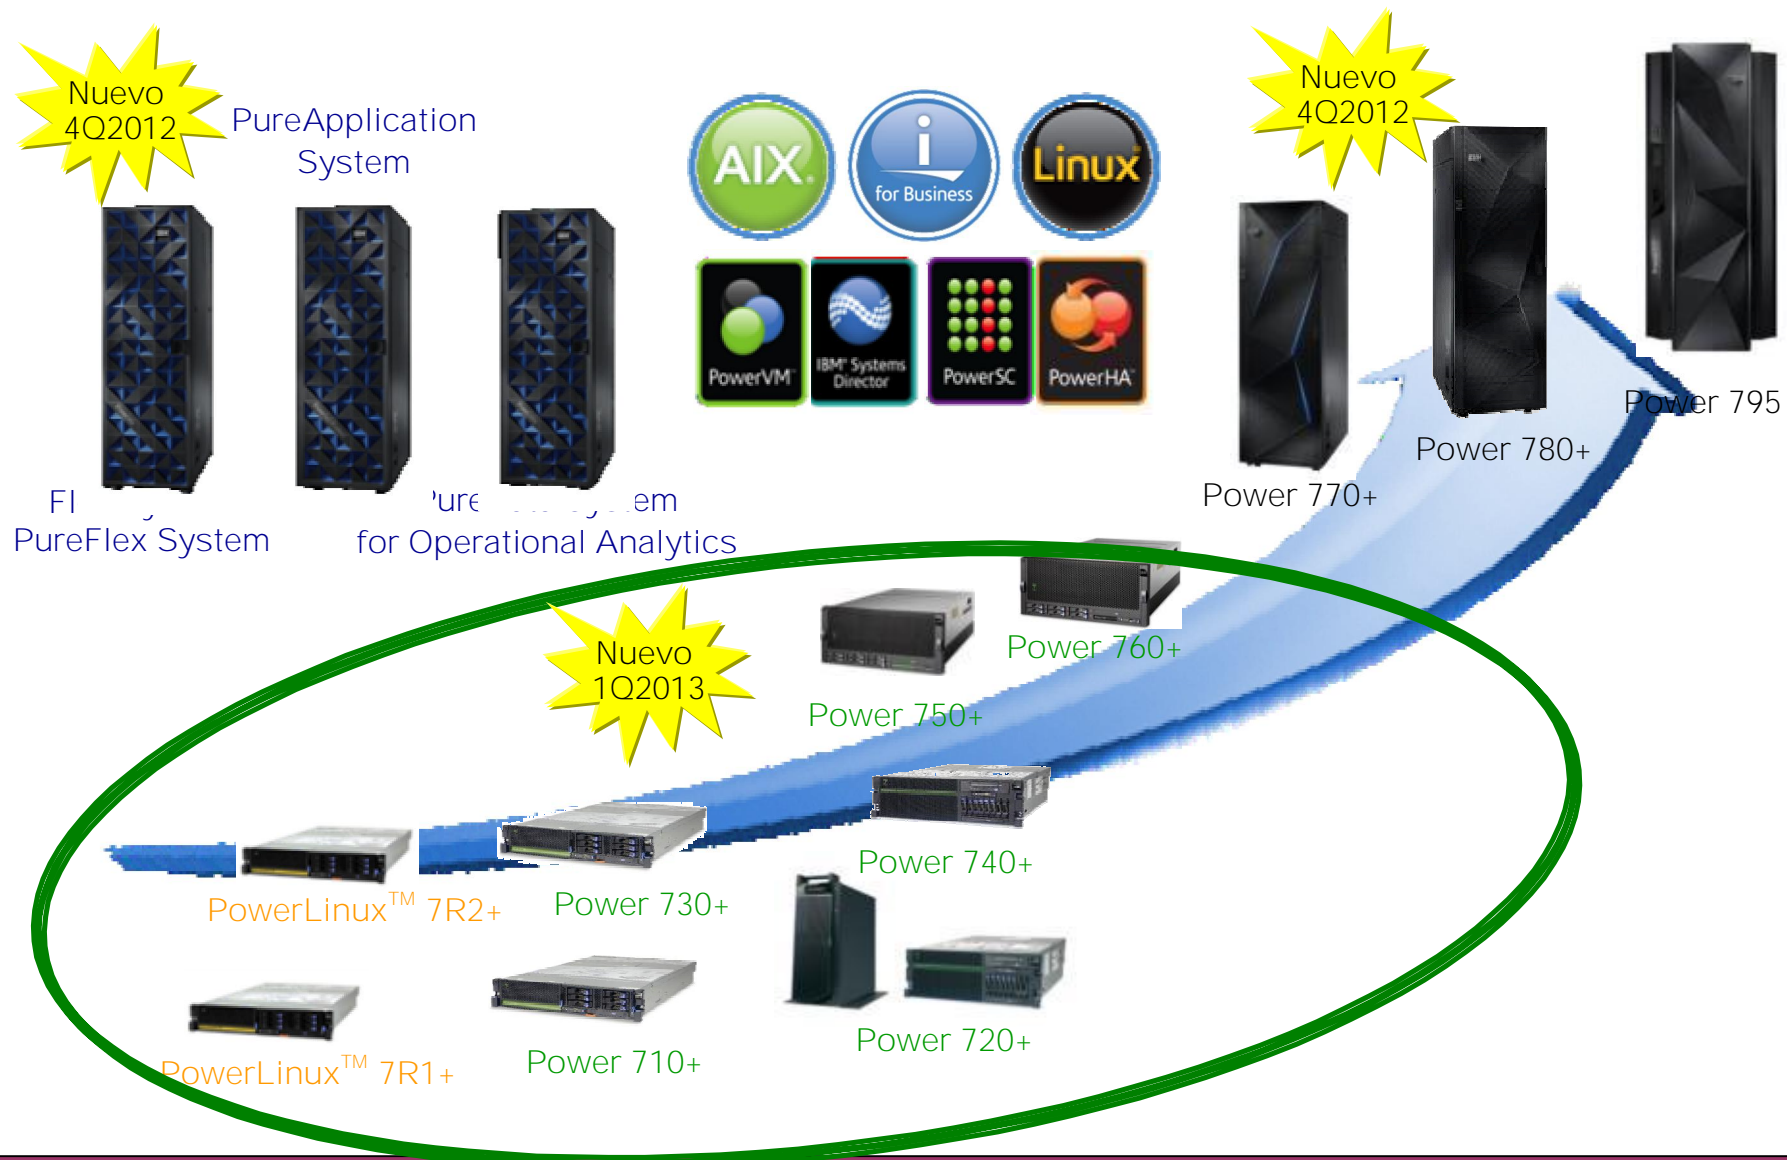 Nuevo
4Q2012
PureApplication
System
PureFlex System
for Operational Analytics
AIX
i
for Business
Linux
PowerVM™
IBM® Systems
Director
PowerSC
PowerHA™
Nuevo
4Q2012
Power 770+
Power 780+
Power 795
Nuevo
1Q2013
Power 760+
Power 750+
Power 740+
PowerLinux™ 7R2+
Power 730+
Power 720+
PowerLinux™ 7R1+
Power 710+